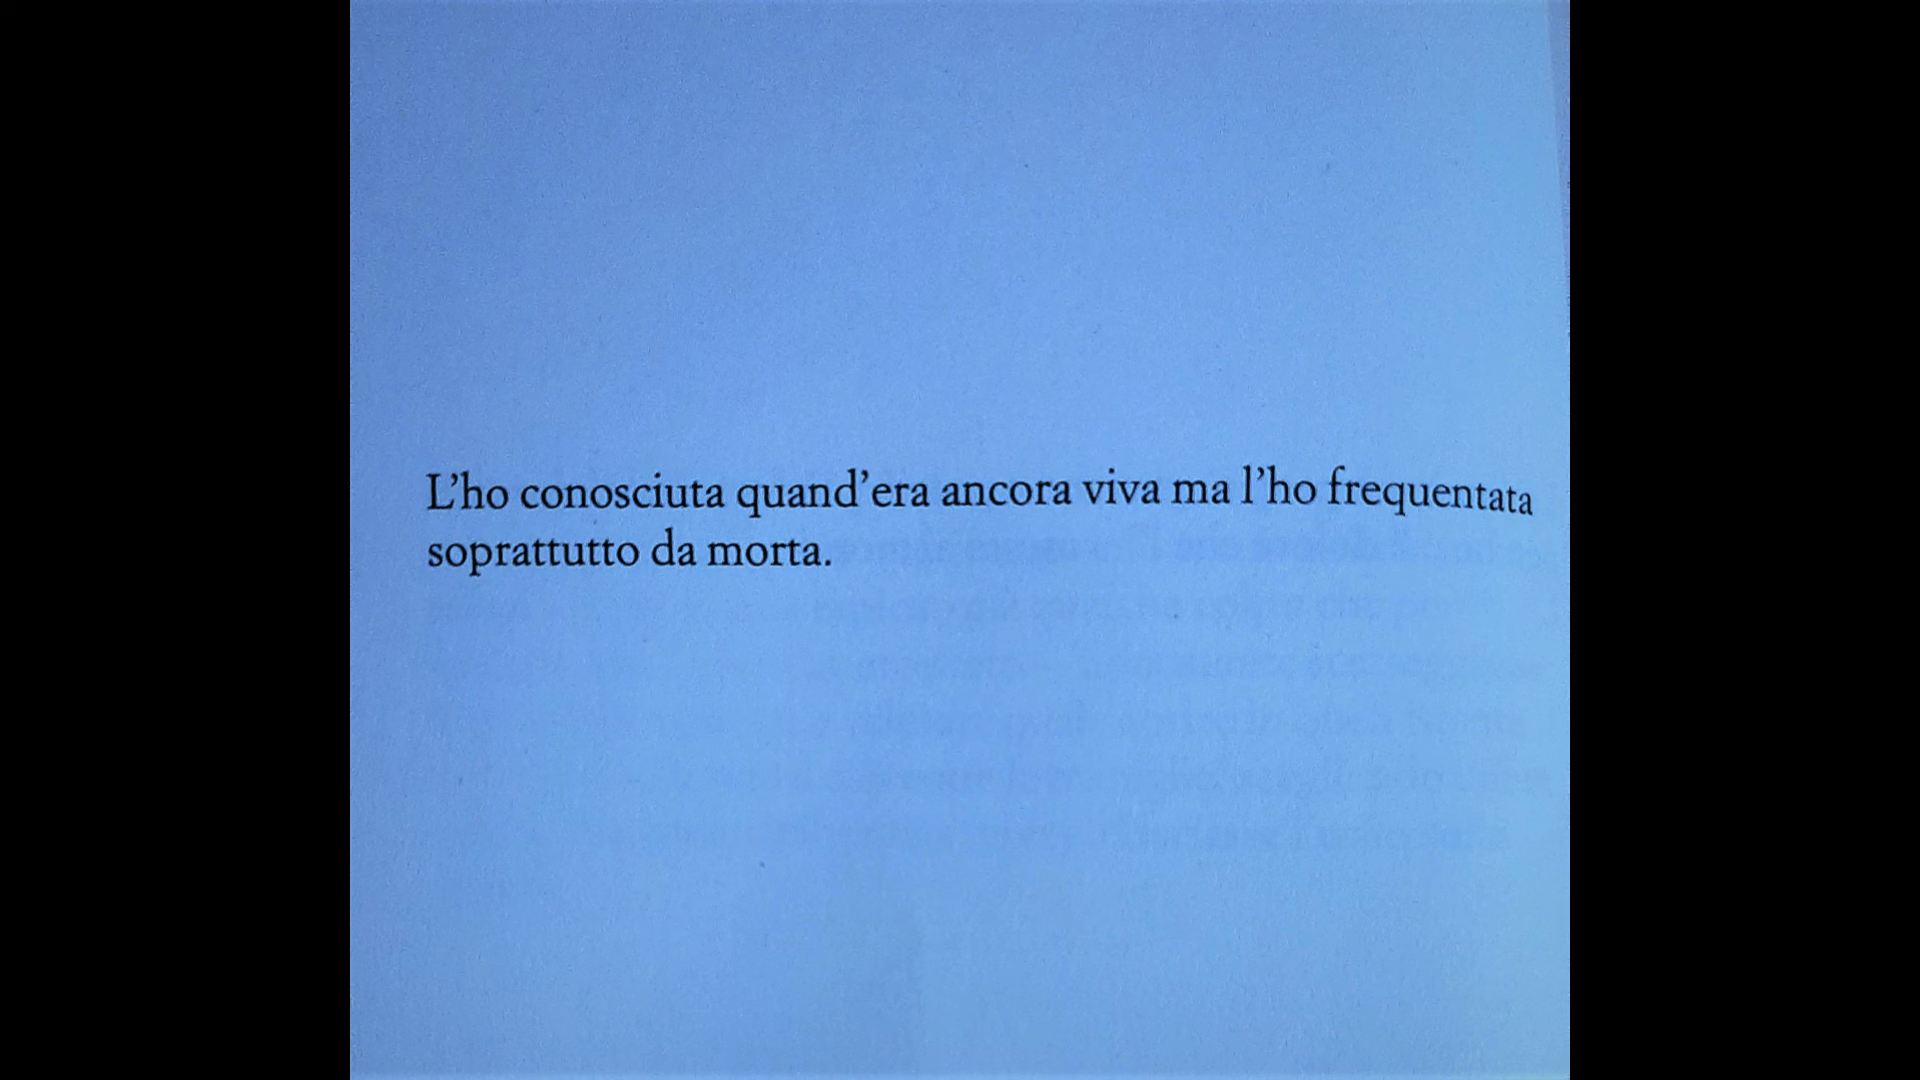 L’ho conosciuta quand’era ancora viva ma l’ho frequentata
soprattutto da morta.